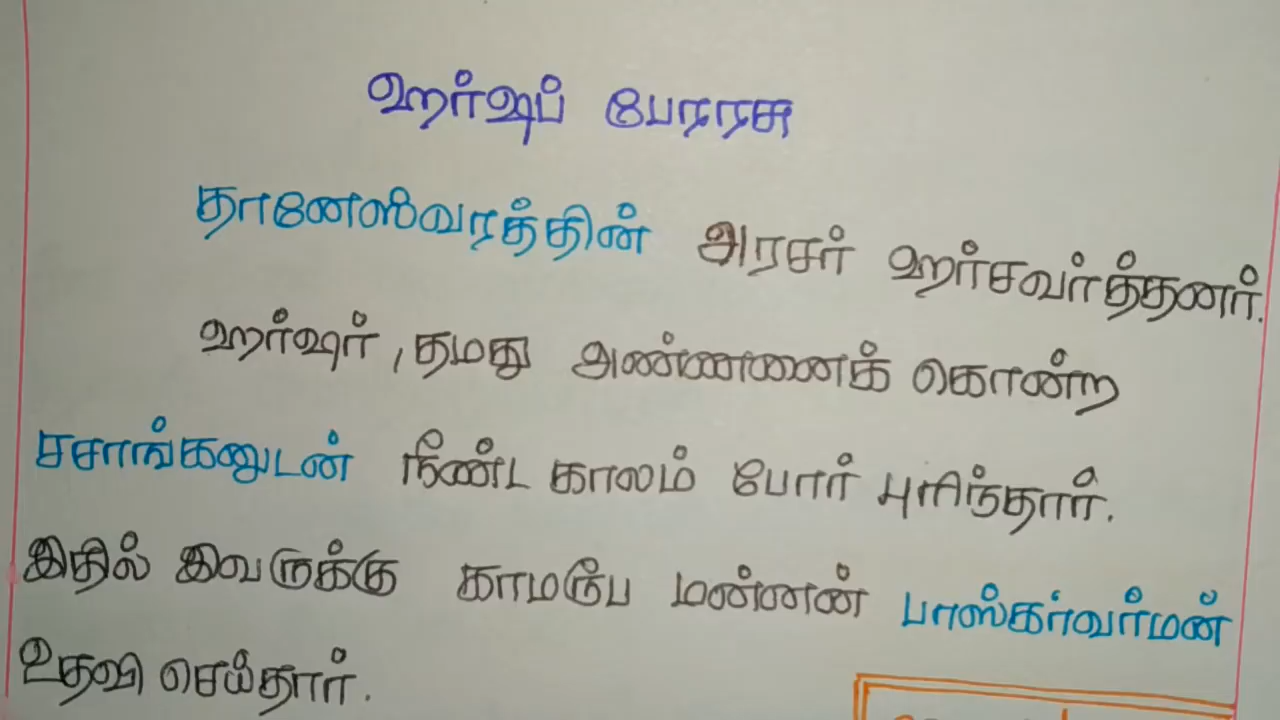 ஹர்ஷப் பேரரசு
தானேஸ்வரத்தின் அரசர் ஹர்சவர்த்தனர்.
ஹர்ஷர் , தமது அண்ணனைக் கொன்ற
சசாங்கனுடன் நீண்ட காலம் போர் புரிந்தார்.
இதில் இவருக்கு காமரூப மன்னன் பாஸ்கர்வர்மன்
உதவி செய்தார்.